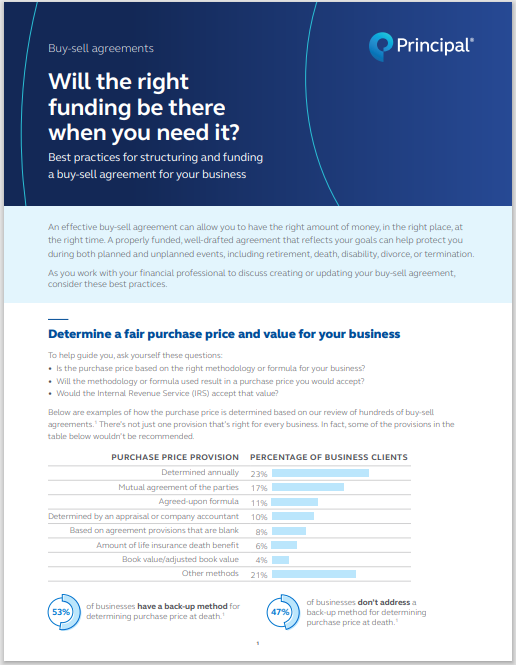 Buy-sell agreements
Principal®
Will the right
funding be there
when you need it?
Best practices for structuring and funding
a buy-sell agreement for your business
An effective buy-sell agreement can allow you to have the right amount of money, in the right place, at
the right time. A properly funded, well-drafted agreement that reflects your goals can help protect you
during both planned and unplanned events, including retirement, death, disability, divorce, or termination.
As you work with your financial professional to discuss creating or updating your buy-sell agreement,
consider these best practices.
Determine a fair purchase price and value for your business
To help guide you, ask yourself these questions:
• Is the purchase price based on the right methodology or formula for your business?
• Will the methodology or formula used result in a purchase price you would accept?
• Would the Internal Revenue Service (IRS) accept that value?
Below are examples of how the purchase price is determined based on our review of hundreds of buy-sell
agreements.¹ There's not just one provision that's right for every business. In fact, some of the provisions in the
table below wouldn't be recommended.
PURCHASE PRICE PROVISION PERCENTAGE OF BUSINESS CLIENTS
Determined annually 23%
Mutual agreement of the parties 17%
Agreed-upon formula 11%
Determined by an appraisal or company accountant 10%
Based on agreement provisions that are blank 8%
Amount of life insurance death benefit 6%
Book value/adjusted book value 4%
Other methods 21%
53%
of businesses have a back-up method for
determining purchase price at death.¹
47%
of businesses don't address a
back-up method for determining
purchase price at death.¹
1